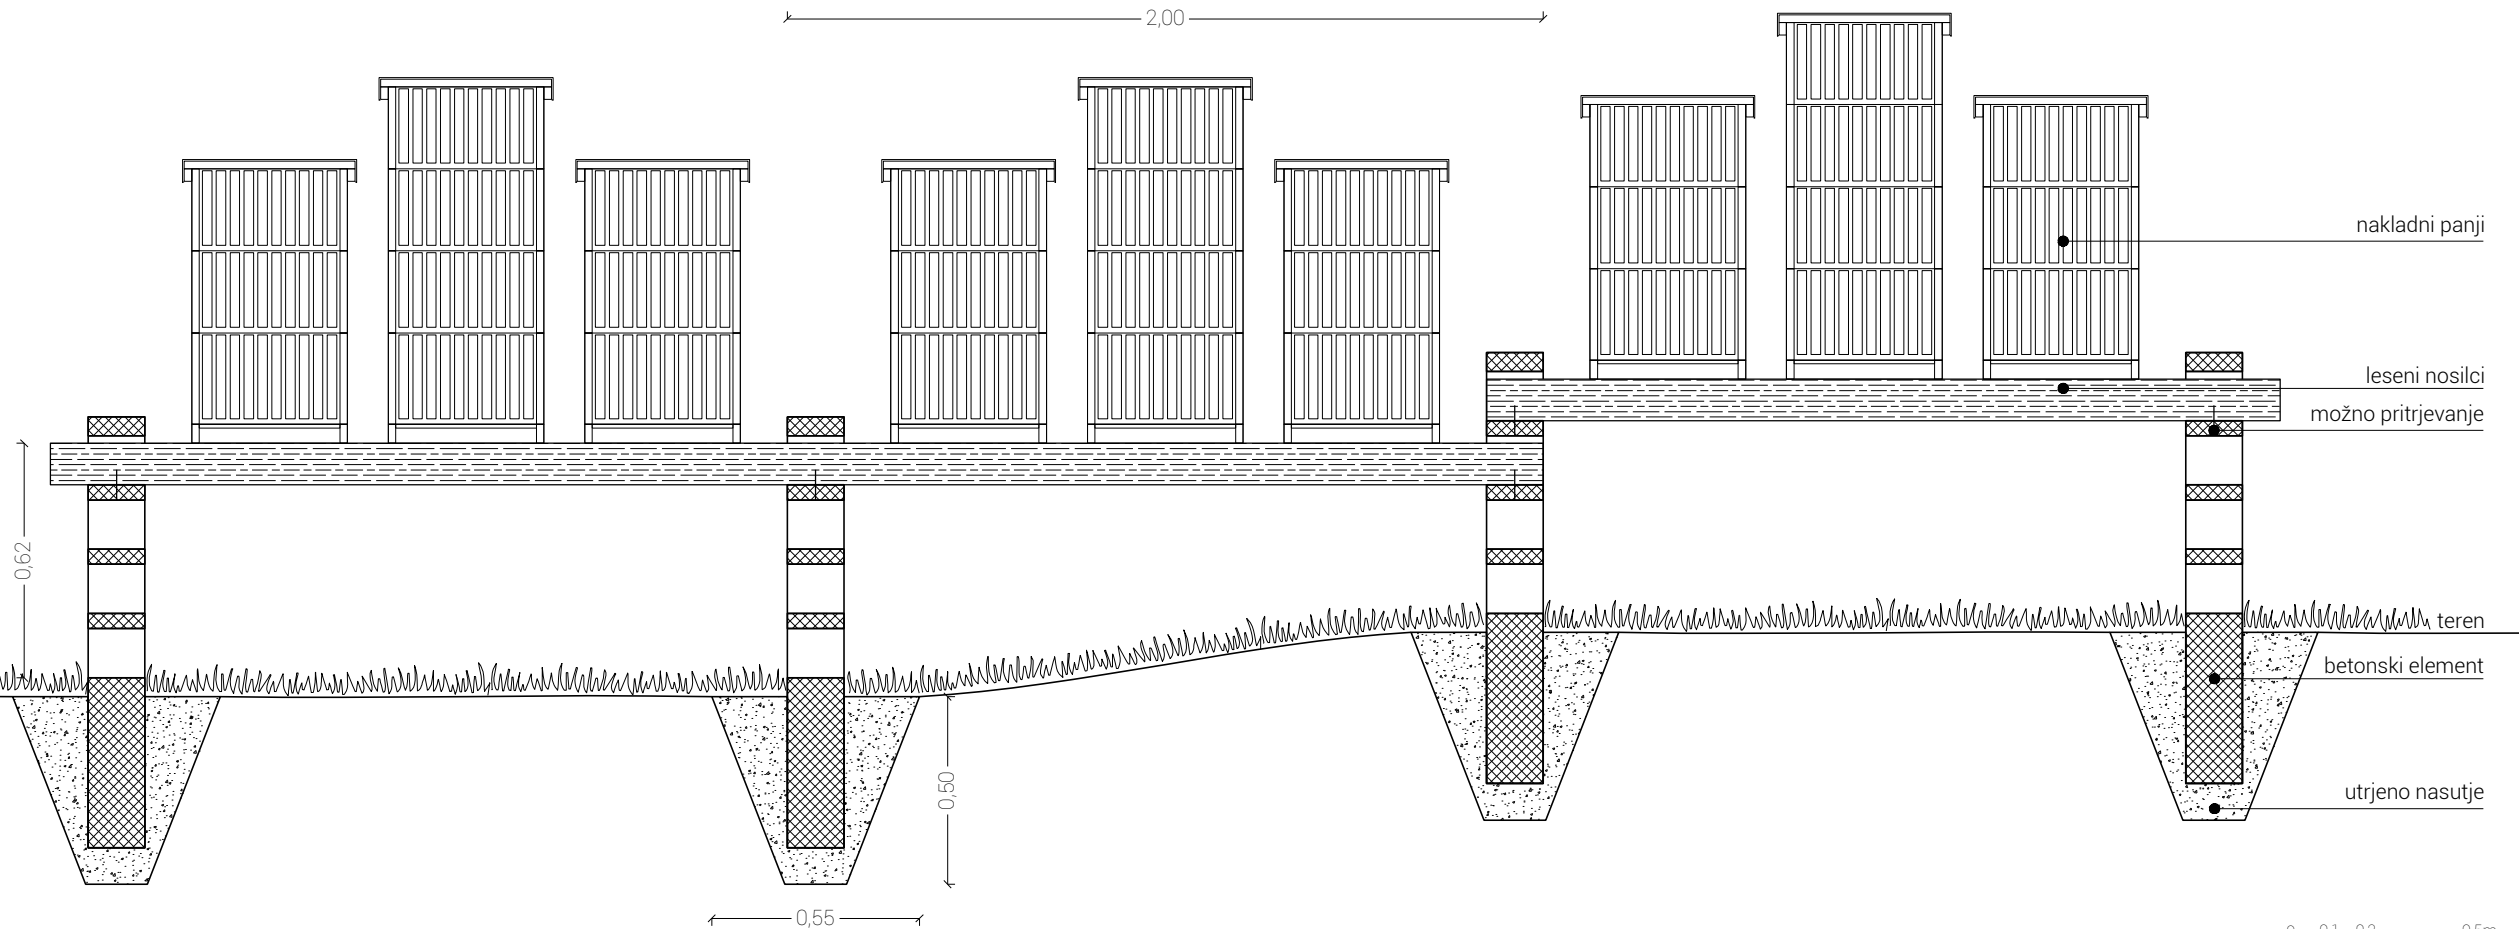 2,00
nakladni panji
leseni nosilci
možno pritrjevanje
0,62
teren
betonski element
0,50
utrjeno nasutje
0,55